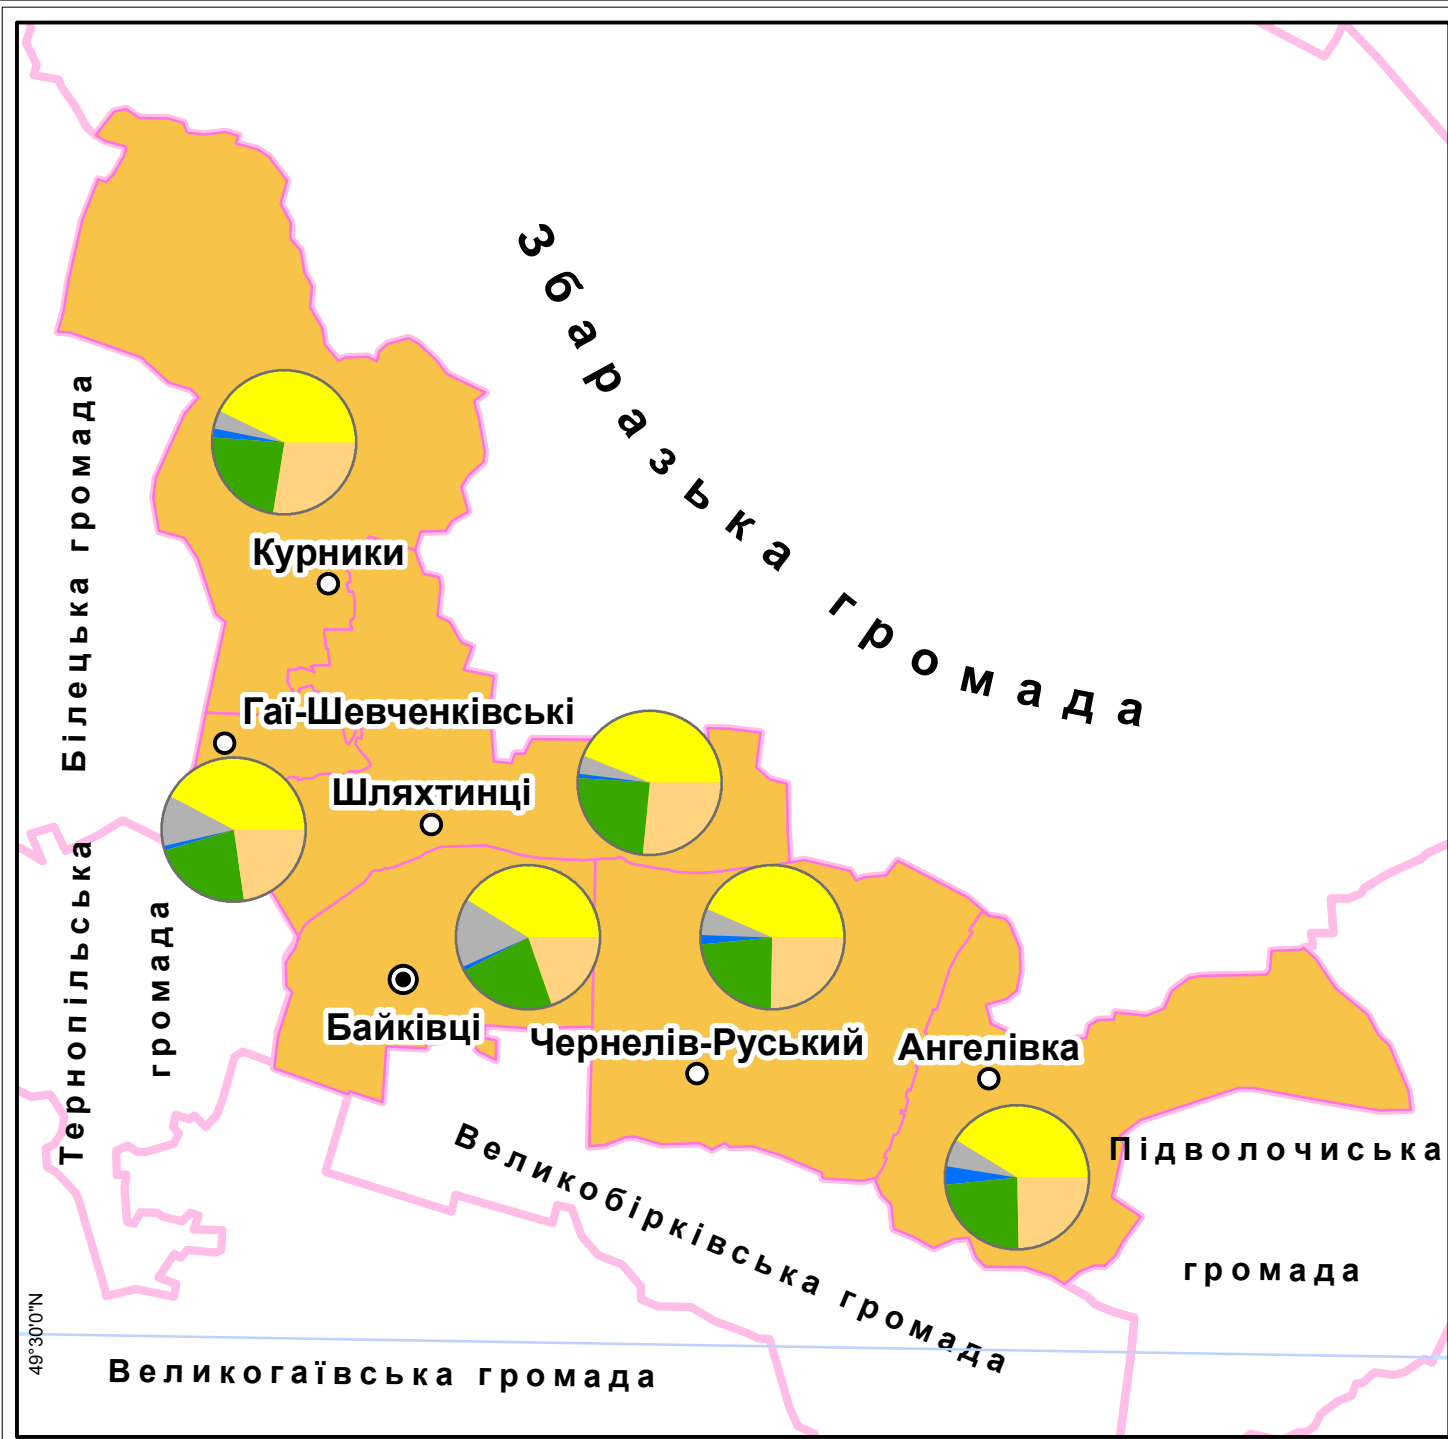 Збаразька громада
Білецька громада
Курники
Гаї-Шевченківські
Шляхтинці
Тернопільська
громада
Байківці
Чернелів-Руський
Ангелівка
Підволочиська
громада
Великобірківська громада
49°30'0"N
Великогаївська громада